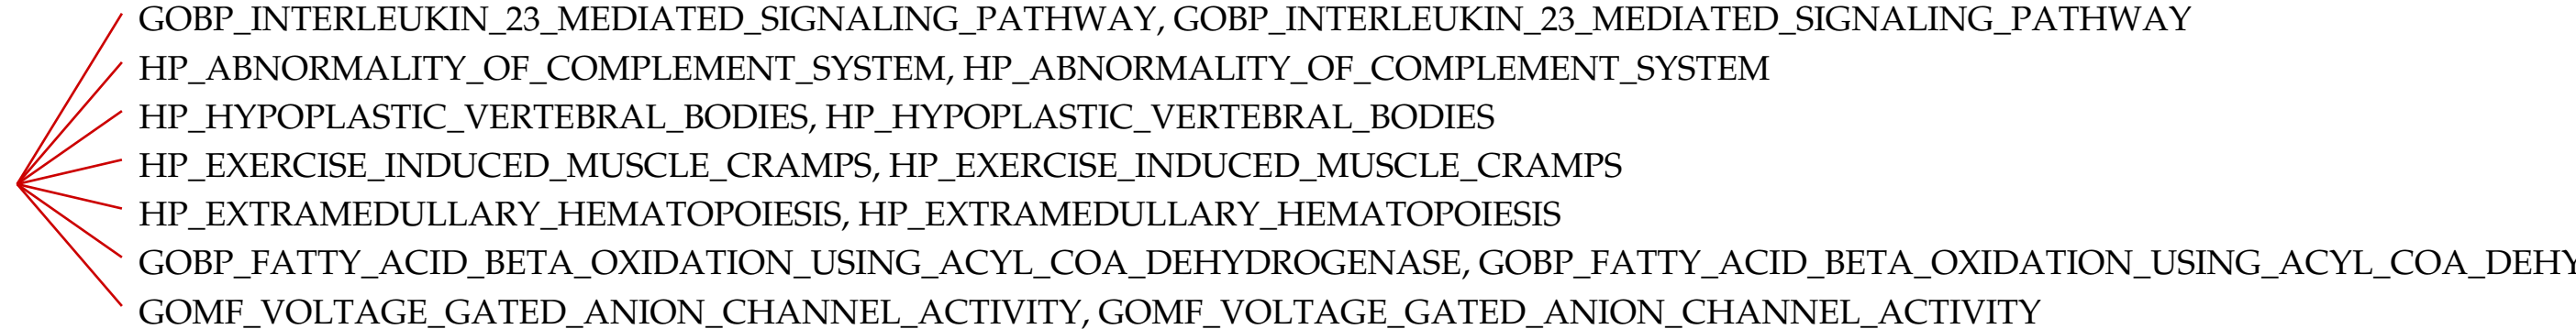 GOBP_INTERLEUKIN_23_MEDIATED_SIGNALING_PATHWAY, GOBP_INTERLEUKIN_23_MEDIATED_SIGNALING_PATHWAY
HP_ABNORMALITY_OF_COMPLEMENT_SYSTEM, HP_ABNORMALITY_OF_COMPLEMENT_SYSTEM
HP_HYPOPLASTIC_VERTEBRAL_BODIES, HP_HYPOPLASTIC_VERTEBRAL_BODIES
HP_EXERCISE_INDUCED_MUSCLE_CRAMPS, HP_EXERCISE_INDUCED_MUSCLE_CRAMPS
HP_EXTRAMEDULLARY_HEMATOPOIESIS, HP_EXTRAMEDULLARY_HEMATOPOIESIS
GOBP_FATTY_ACID_BETA_OXIDATION_USING_ACYL_COA_DEHYDROGENASE, GOBP_FATTY_ACID_BETA_OXIDATION_USING_ACYL_COA_DEHY
GOMF_VOLTAGE_GATED_ANION_CHANNEL_ACTIVITY, GOMF_VOLTAGE_GATED_ANION_CHANNEL_ACTIVITY